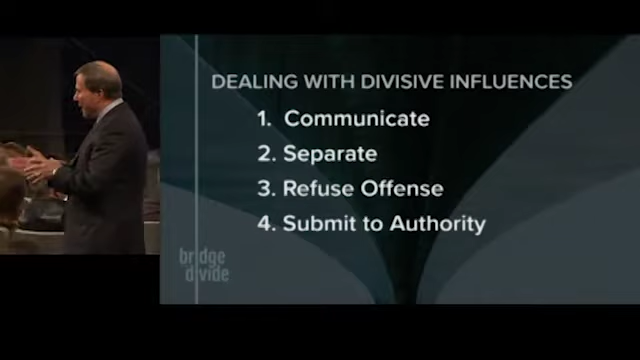 DEALING WITH DIVISIVE INFLUENCES
1. Communicate
2. Separate
3. Refuse Offense
4. Submit to Authority
bridge
divide